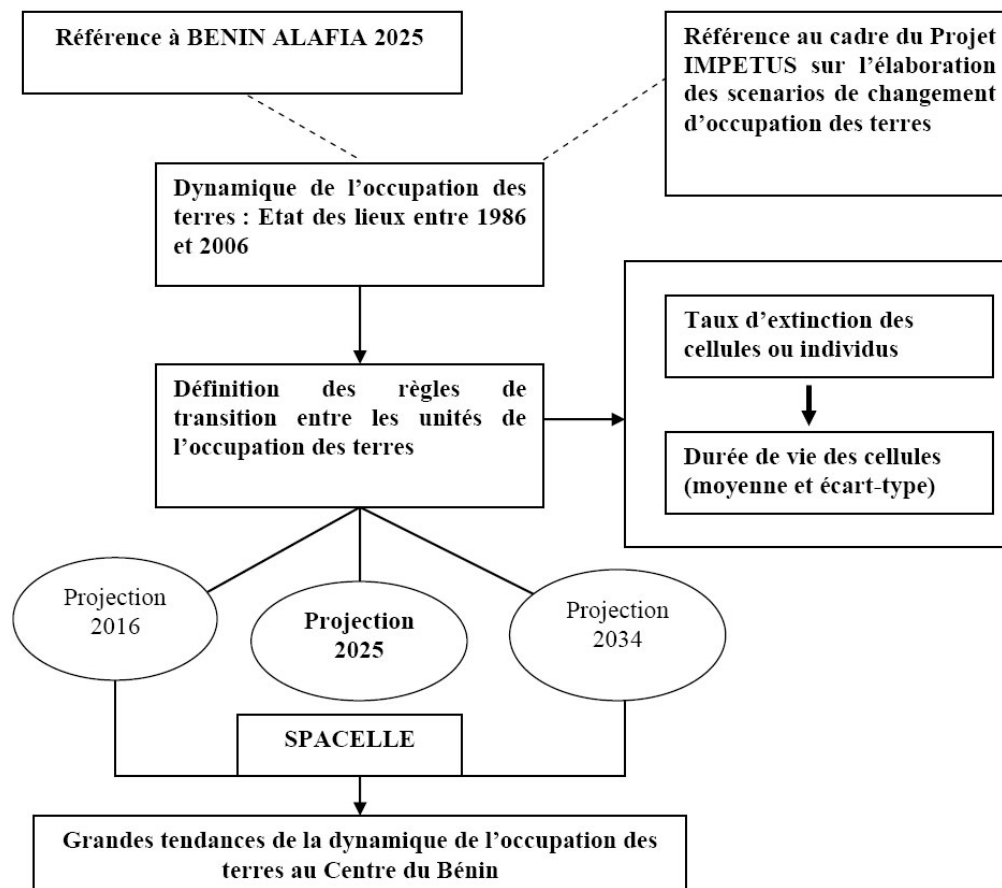 Référence à BENIN ALAFIA 2025
Référence au cadre du Projet
IMPETUS sur l'élaboration
des scenarios de changement
d'occupation des terres
Dynamique de l'occupation des
terres : Etat des lieux entre 1986
et 2006
Taux d'extinction des
cellules ou individus
Définition des règles de
transition entre les unités de
l'occupation des terres
Durée de vie des cellules
(moyenne et écart-type)
Projection
2016
Projection
2025
Projection
2034
SPACELLE
Grandes tendances de la dynamique de l'occupation des
terres au Centre du Bénin